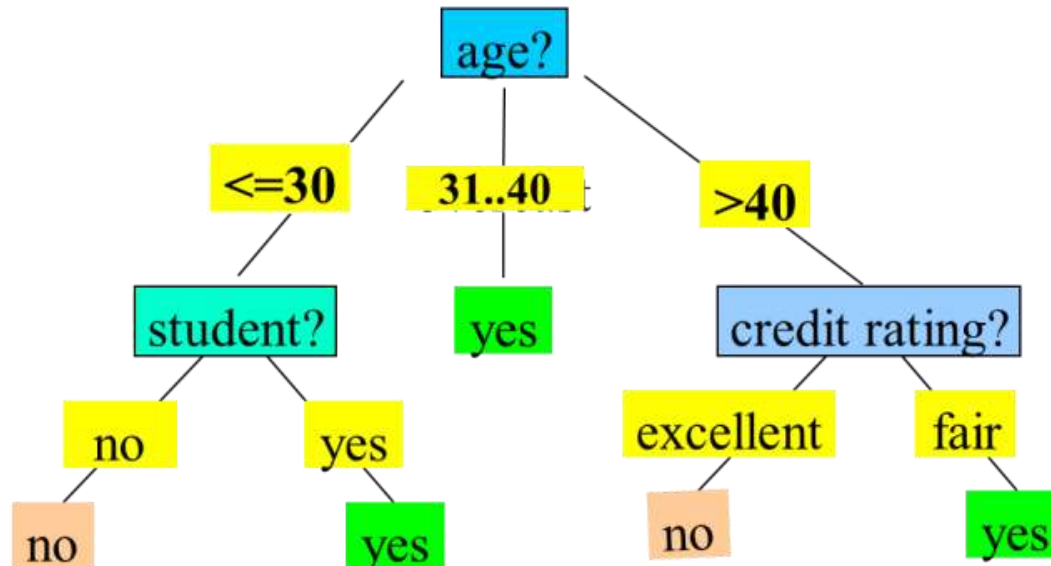 age?
<=30
31..40
>40
student?
yes
credit rating?
no
yes
excellent
fair
no
yes
no
yes